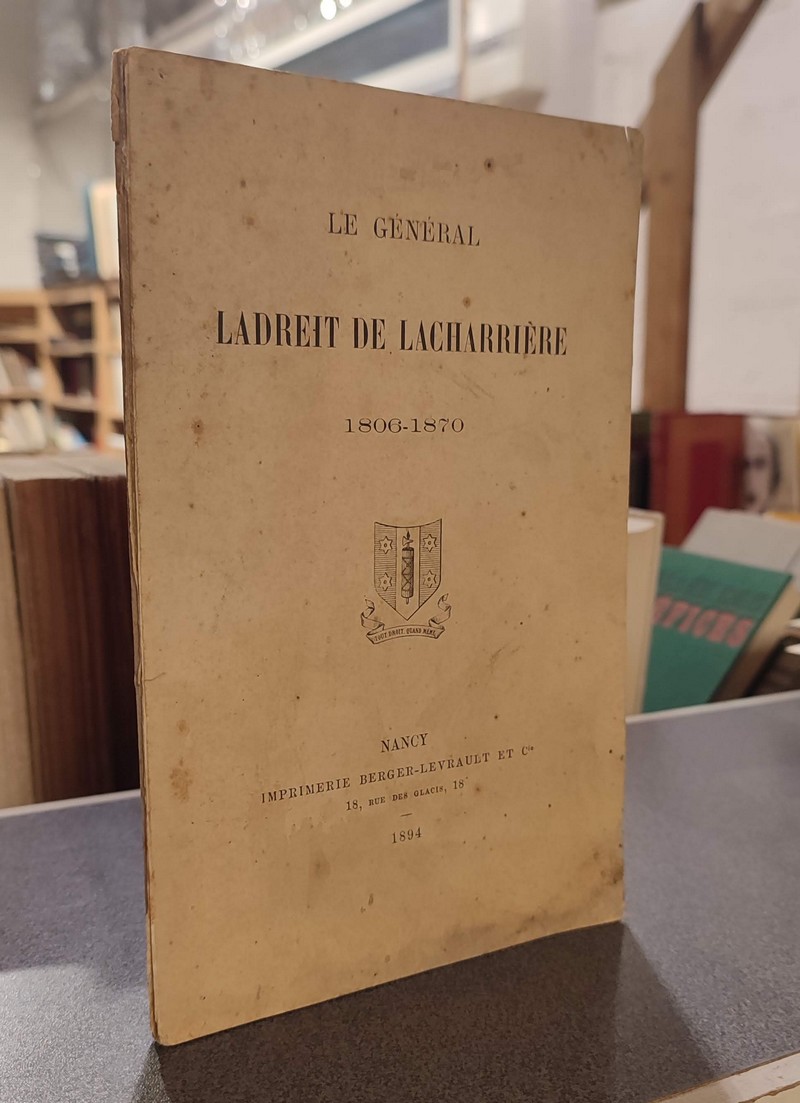 LE GÉNÉRAL
LADREIT DE LACHARRIÈRE
1806-1870
TOUT DROIT QUAND MÊME
NANCY
IMPRIMERIE BERGER-LEVRAULT ET Cie
18, RUE DES GLACIS, 18
1894